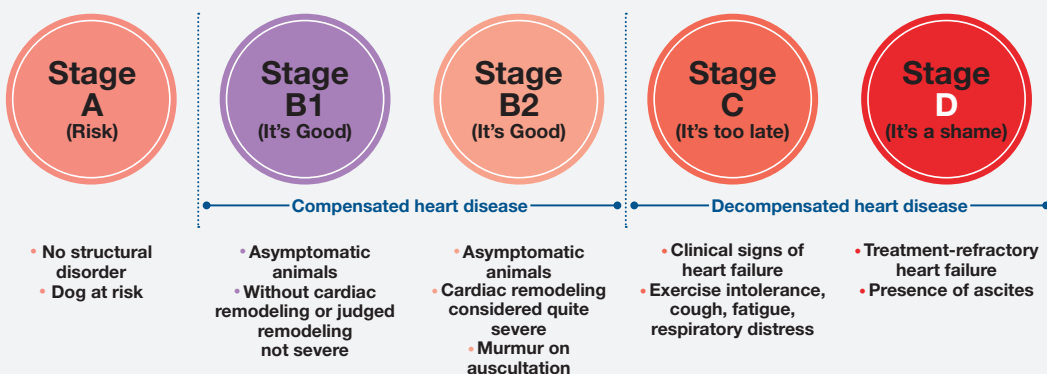 Stage
A
(Risk)
Stage
B1
(It's Good)
Stage
B2
(It's Good)
Stage
C
(It's too late)
Stage
D
(It's a shame)
Compensated heart disease
Decompensated heart disease
• No structural
disorder
• Dog at risk
• Asymptomatic
animals
• Without cardiac
remodeling or judged
remodeling
not severe
• Asymptomatic
animals
• Cardiac remodeling
considered quite
severe
• Murmur on
auscultation
• Clinical signs of
heart failure
• Exercise intolerance,
cough, fatigue,
respiratory distress
• Treatment-refractory
heart failure
• Presence of ascites